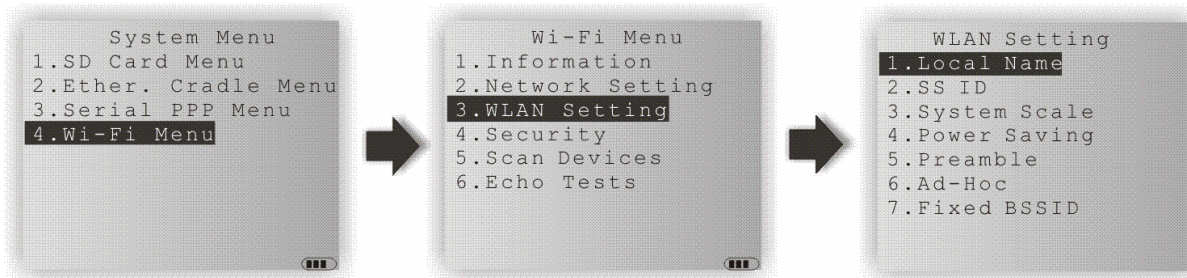 System Menu
1.SD Card Menu
2.Ether. Cradle Menu
3.Serial PPP Menu
4.Wi-Fi Menu
Wi-Fi Menu
1.Information
2.Network Setting
3.WLAN Setting
4.Security
5.Scan Devices
6.Echo Tests
WLAN Setting
1.Local Name
2.SS ID
3.System Scale
4.Power Saving
5.Preamble
6.Ad-Hoc
7.Fixed BSSID